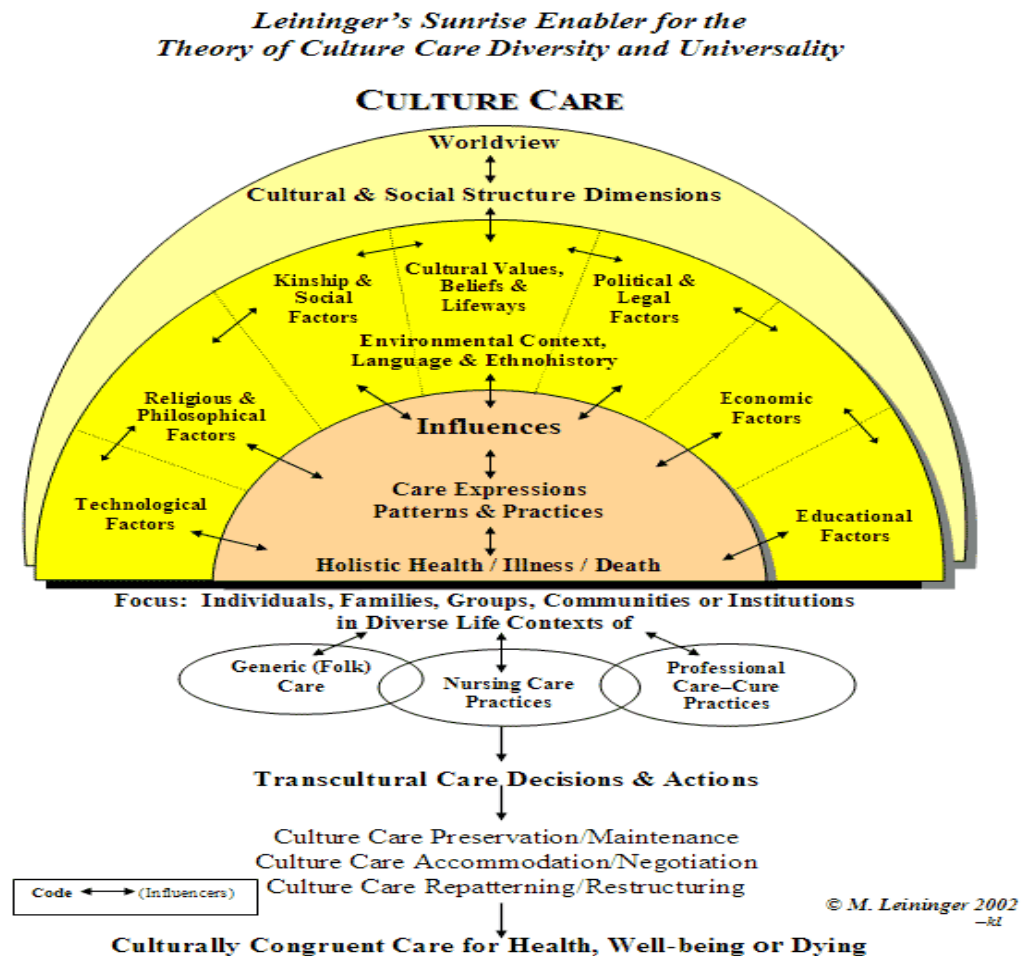 Leininger's Sunrise Enabler for the
Theory of Culture Care Diversity and Universality
CULTURE CARE
Worldview
Cultural & Social Structure Dimensions
Kinship &
Social
Factors
Cultural Values,
Beliefs &
Lifeways
Political &
Legal
Factors
Environmental Context,
Language & Ethnohistory
Religious &
Philosophical
Factors
Economic
Factors
Influences
Care Expressions
Patterns & Practices
Technological
Factors
Educational
Factors
Holistic Health / Illness / Death
Focus: Individuals, Families, Groups, Communities or Institutions
in Diverse Life Contexts of
Generic (Folk)
Care
Nursing Care
Practices
Professional
Care–Cure
Practices
Transcultural Care Decisions & Actions
Culture Care Preservation/Maintenance
Culture Care Accommodation/Negotiation
Culture Care Repatterning/Restructuring
Code (Influencers)
© M. Leininger 2002
–kl
Culturally Congruent Care for Health, Well-being or Dying